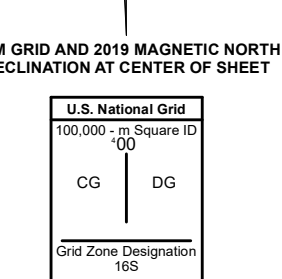 M GRID AND 2019 MAGNETIC NORTH
ECLINATION AT CENTER OF SHEET
U.S. National Grid
100,000 - m Square ID
⁴00
CG DG
Grid Zone Designation
16S